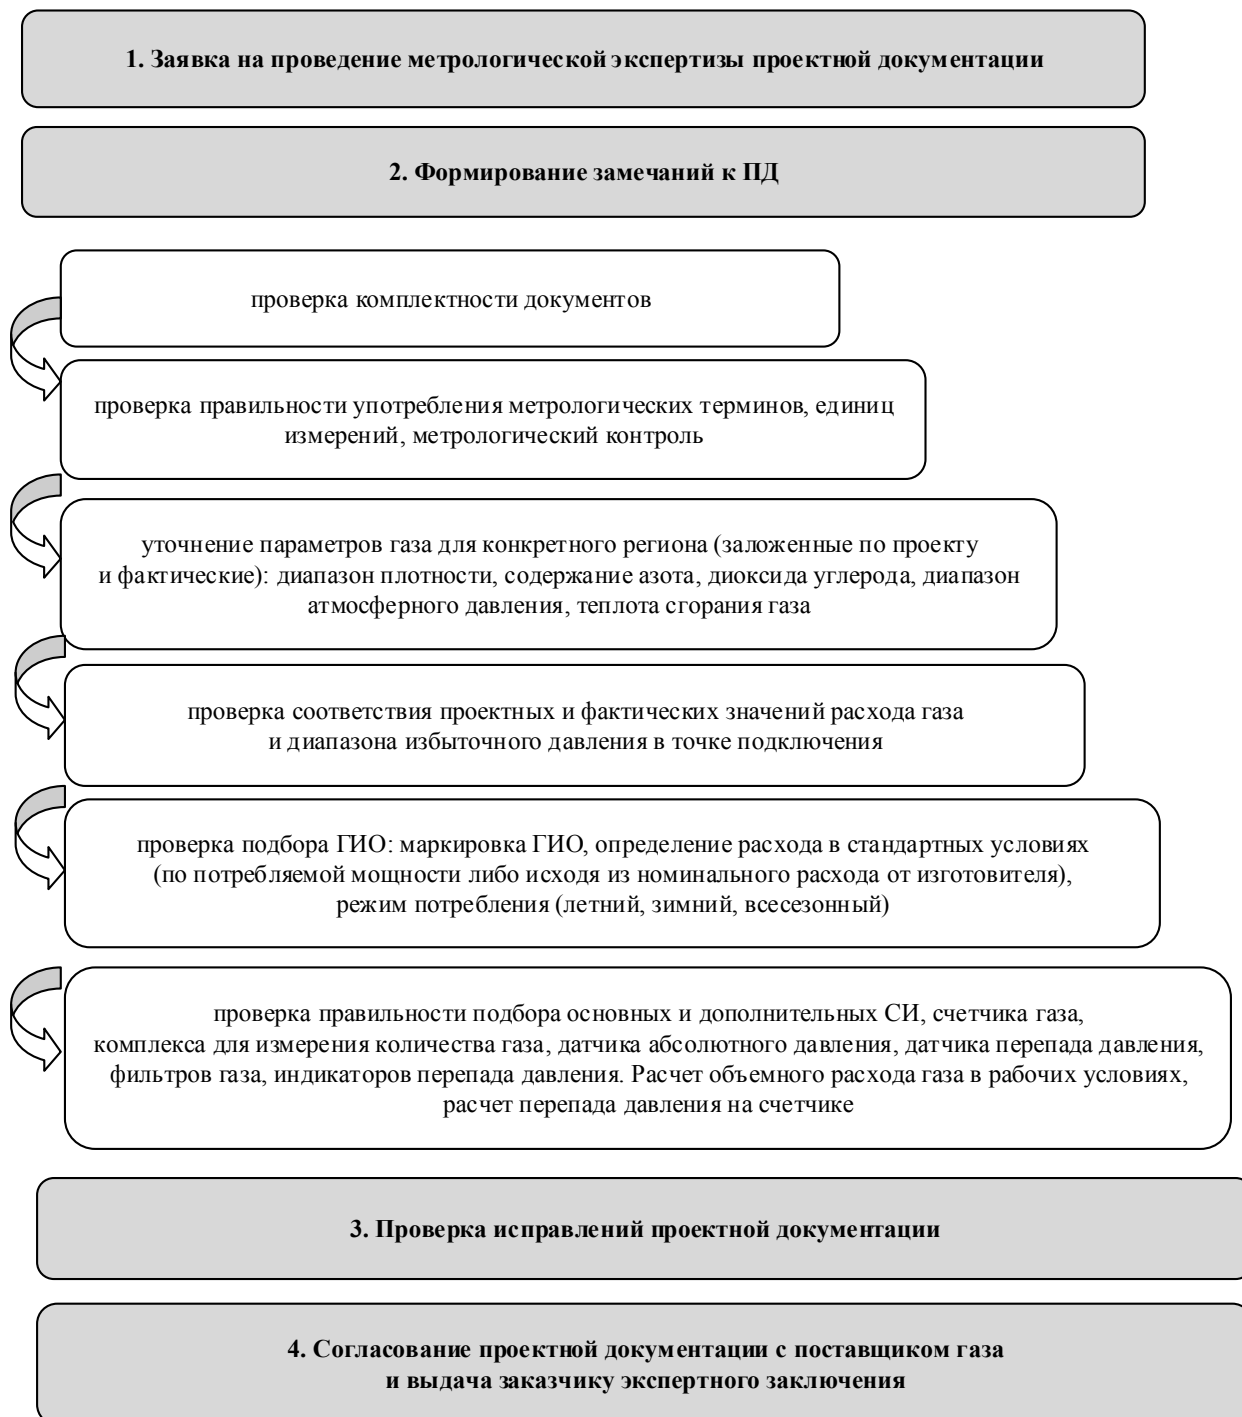 1. Заявка на проведение метрологической экспертизы проектной документации
2. Формирование замечаний к ПД
проверка комплектности документов
проверка правильности употребления метрологических терминов, единиц
измерений, метрологический контроль
уточнение параметров газа для конкретного региона (заложенные по проекту
и фактические): диапазон плотности, содержание азота, диоксида углерода, диапазон
атмосферного давления, теплота сгорания газа
проверка соответствия проектных и фактических значений расхода газа
и диапазона избыточного давления в точке подключения
проверка подбора ГИО: маркировка ГИО, определение расхода в стандартных условиях
(по потребляемой мощности либо исходя из номинального расхода от изготовителя),
режим потребления (летний, зимний, всесезонный)
проверка правильности подбора основных и дополнительных СИ, счетчика газа,
комплекса для измерения количества газа, датчика абсолютного давления, датчика перепада давления,
фильтров газа, индикаторов перепада давления. Расчет объемного расхода газа в рабочих условиях,
расчет перепада давления на счетчике
3. Проверка исправлений проектной документации
4. Согласование проектной документации с поставщиком газа
и выдача заказчику экспертного заключения